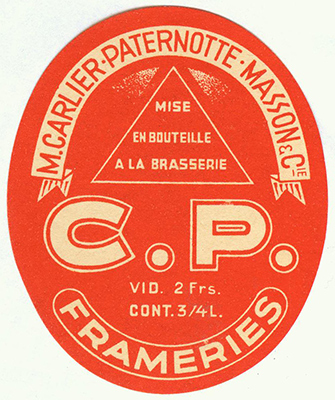 M. CARLIER · PATERNOTTE · MASSON & Cie
MISE
EN BOUTEILLE
A LA BRASSERIE
C.P.
VID. 2 Frs.
CONT. 3/4 L.
FRAMERIES